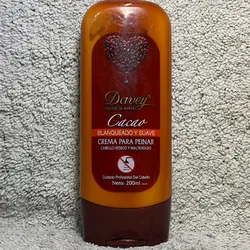 Davey
Cacao
BLANQUEADO Y SUAVE
CREMA PARA PEINAR
CABELLO RESECO Y MALTRATADO
Cuidado Profesional Del Cabello
Neto: 200ml